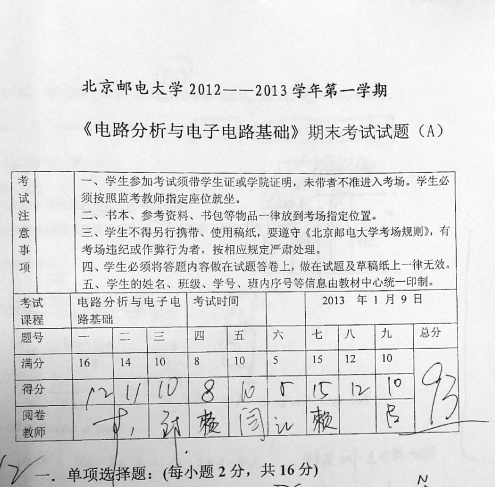 北京邮电大学 2012——2013 学年第一学期
《电路分析与电子电路基础》期末考试试题（A）
考试注意事项
一、学生参加考试须带学生证或学院证明，未带者不准进入考场。学生必
须按照监考教师指定座位就坐。
二、书本、参考资料、书包等物品一律放到考场指定位置。
三、学生不得另行携带、使用稿纸，要遵守《北京邮电大学考场规则》，有
考场违纪或作弊行为者，按相应规定严肃处理。
四、学生必须将答题内容做在试题答卷上，做在试题及草稿纸上一律无效。
五、学生的姓名、班级、学号、班内序号等信息由教材中心统一印制。
考试课程 电路分析与电子电路基础 考试时间 2013 年 1 月 9 日
题号 一 二 三 四 五 六 七 八 九 总分
满分 16 14 10 8 10 5 15 12 10
得分 12 11 10 8 10 5 15 12 10 93
阅卷教师 赖 闫 赖 吕
12 一．单项选择题：(每小题 2 分，共 16 分)